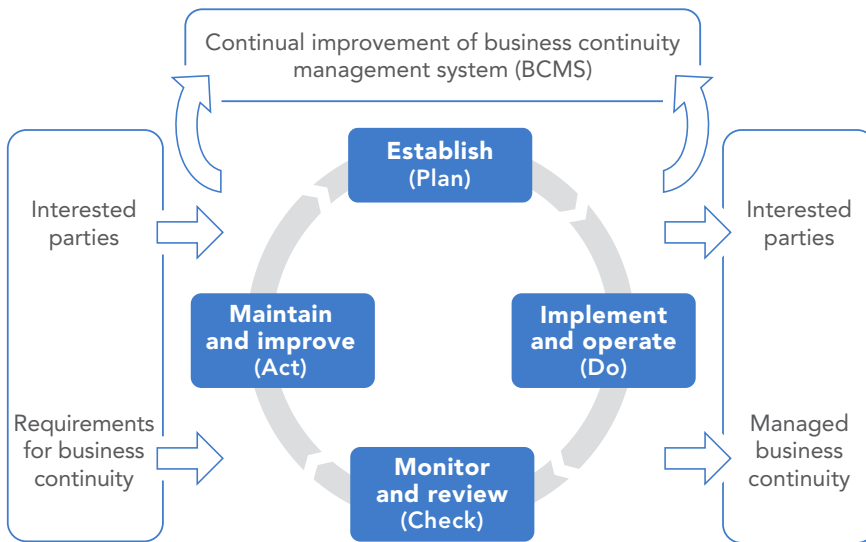 Continual improvement of business continuity
management system (BCMS)
Establish
(Plan)
Interested
parties
Interested
parties
Maintain
and improve
(Act)
Implement
and operate
(Do)
Requirements
for business
continuity
Monitor
and review
(Check)
Managed
business
continuity